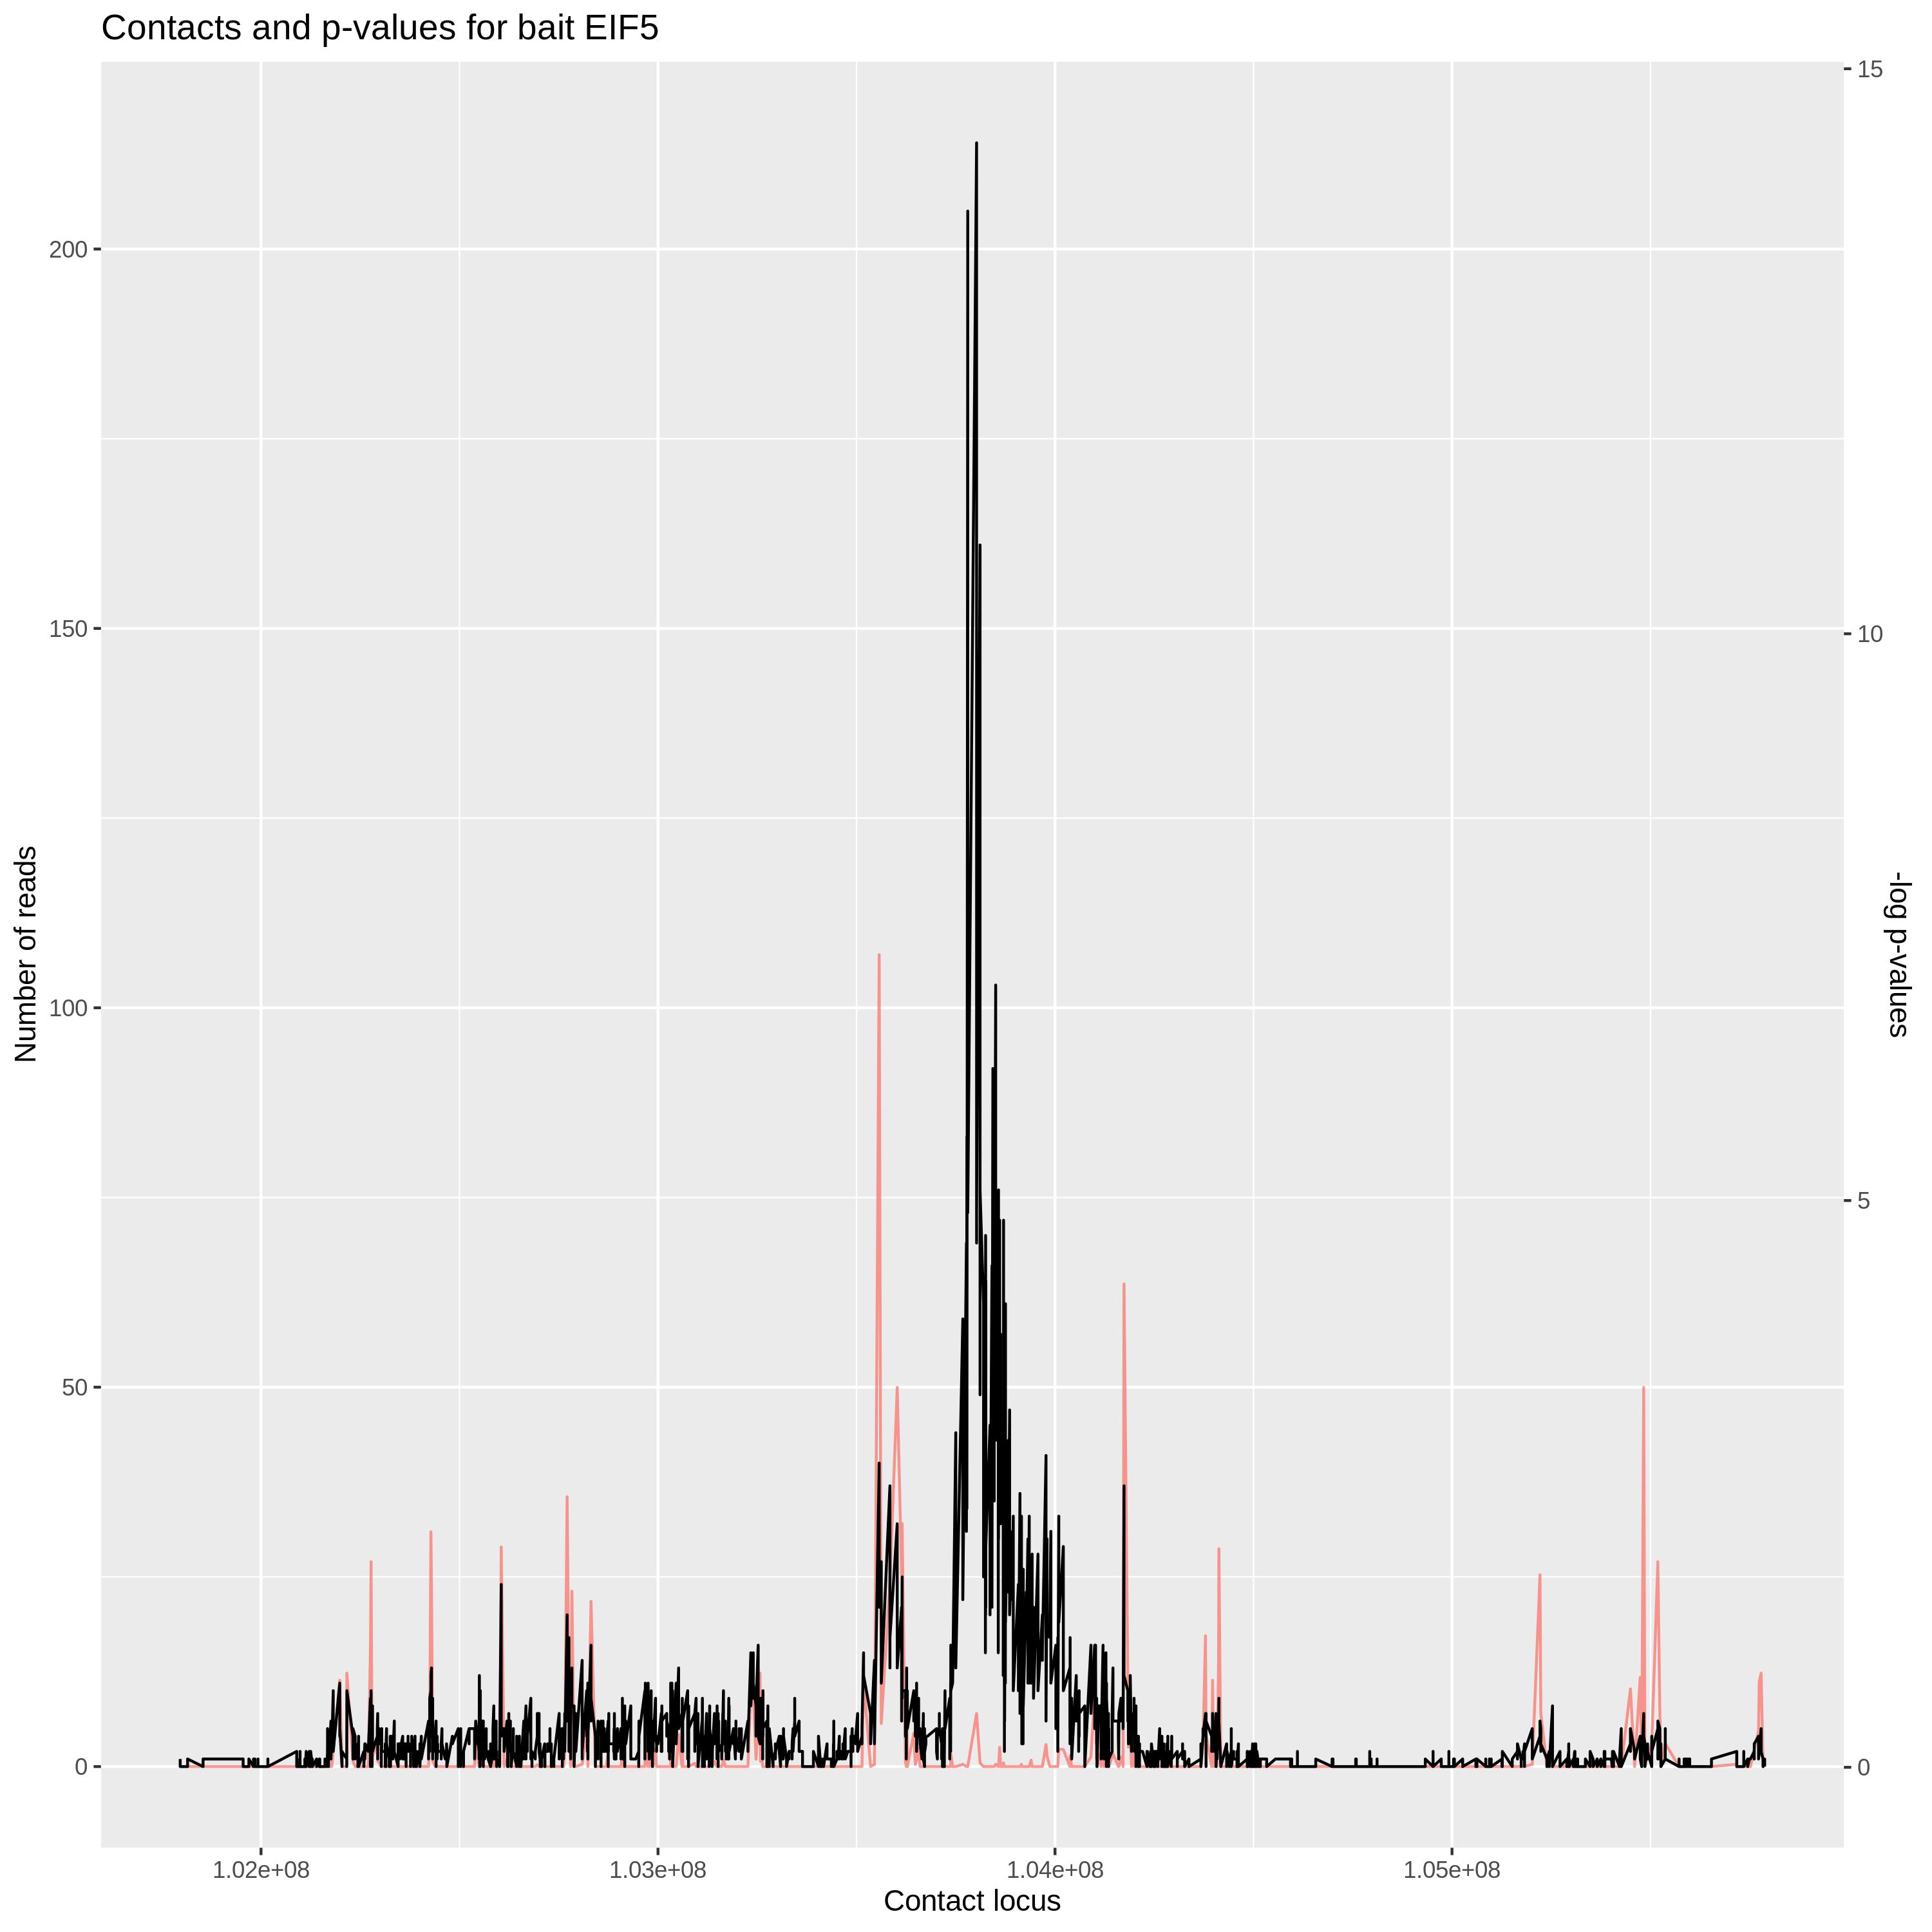 Contacts and p-values for bait EIF5
15
200
150
10
Number of reads
-log p-values
100
5
50
0
0
1.02e+08
1.03e+08
1.04e+08
1.05e+08
Contact locus